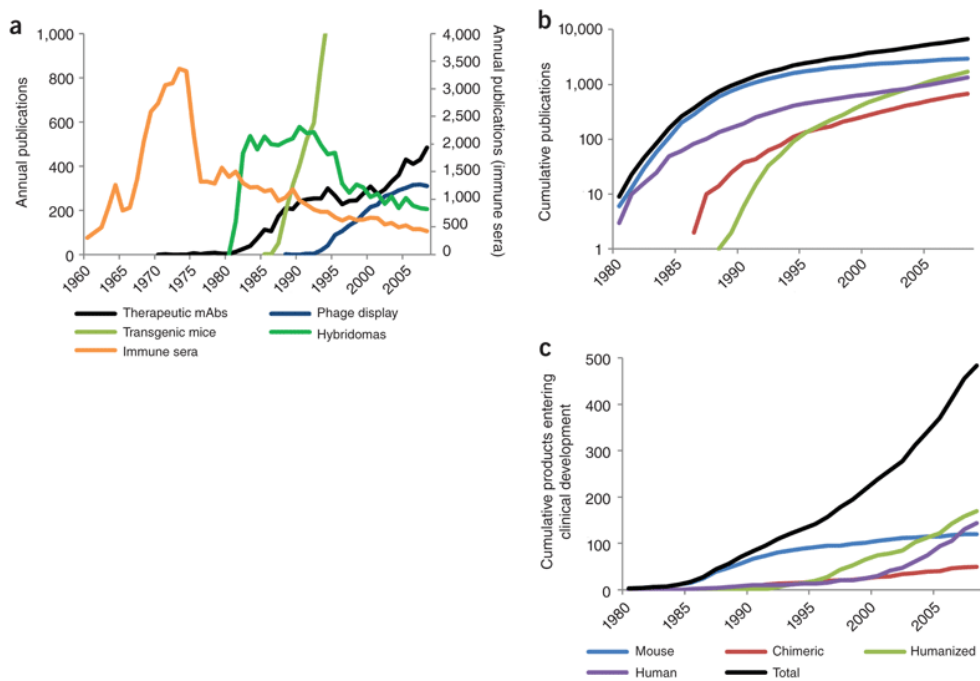 a
Annual publications
1,000
800
600
400
200
0
4,000
3,500
3,000
2,500
2,000
1,500
1,000
500
0
Annual publications (immune sera)
1960
1965
1970
1975
1980
1985
1990
1995
2000
2005
Therapeutic mAbs
Phage display
Transgenic mice
Hybridomas
Immune sera
b
Cumulative publications
10,000
1,000
100
10
1
1980
1985
1990
1995
2000
2005
c
Cumulative products entering
clinical development
500
400
300
200
100
0
1980
1985
1990
1995
2000
2005
Mouse
Chimeric
Humanized
Human
Total